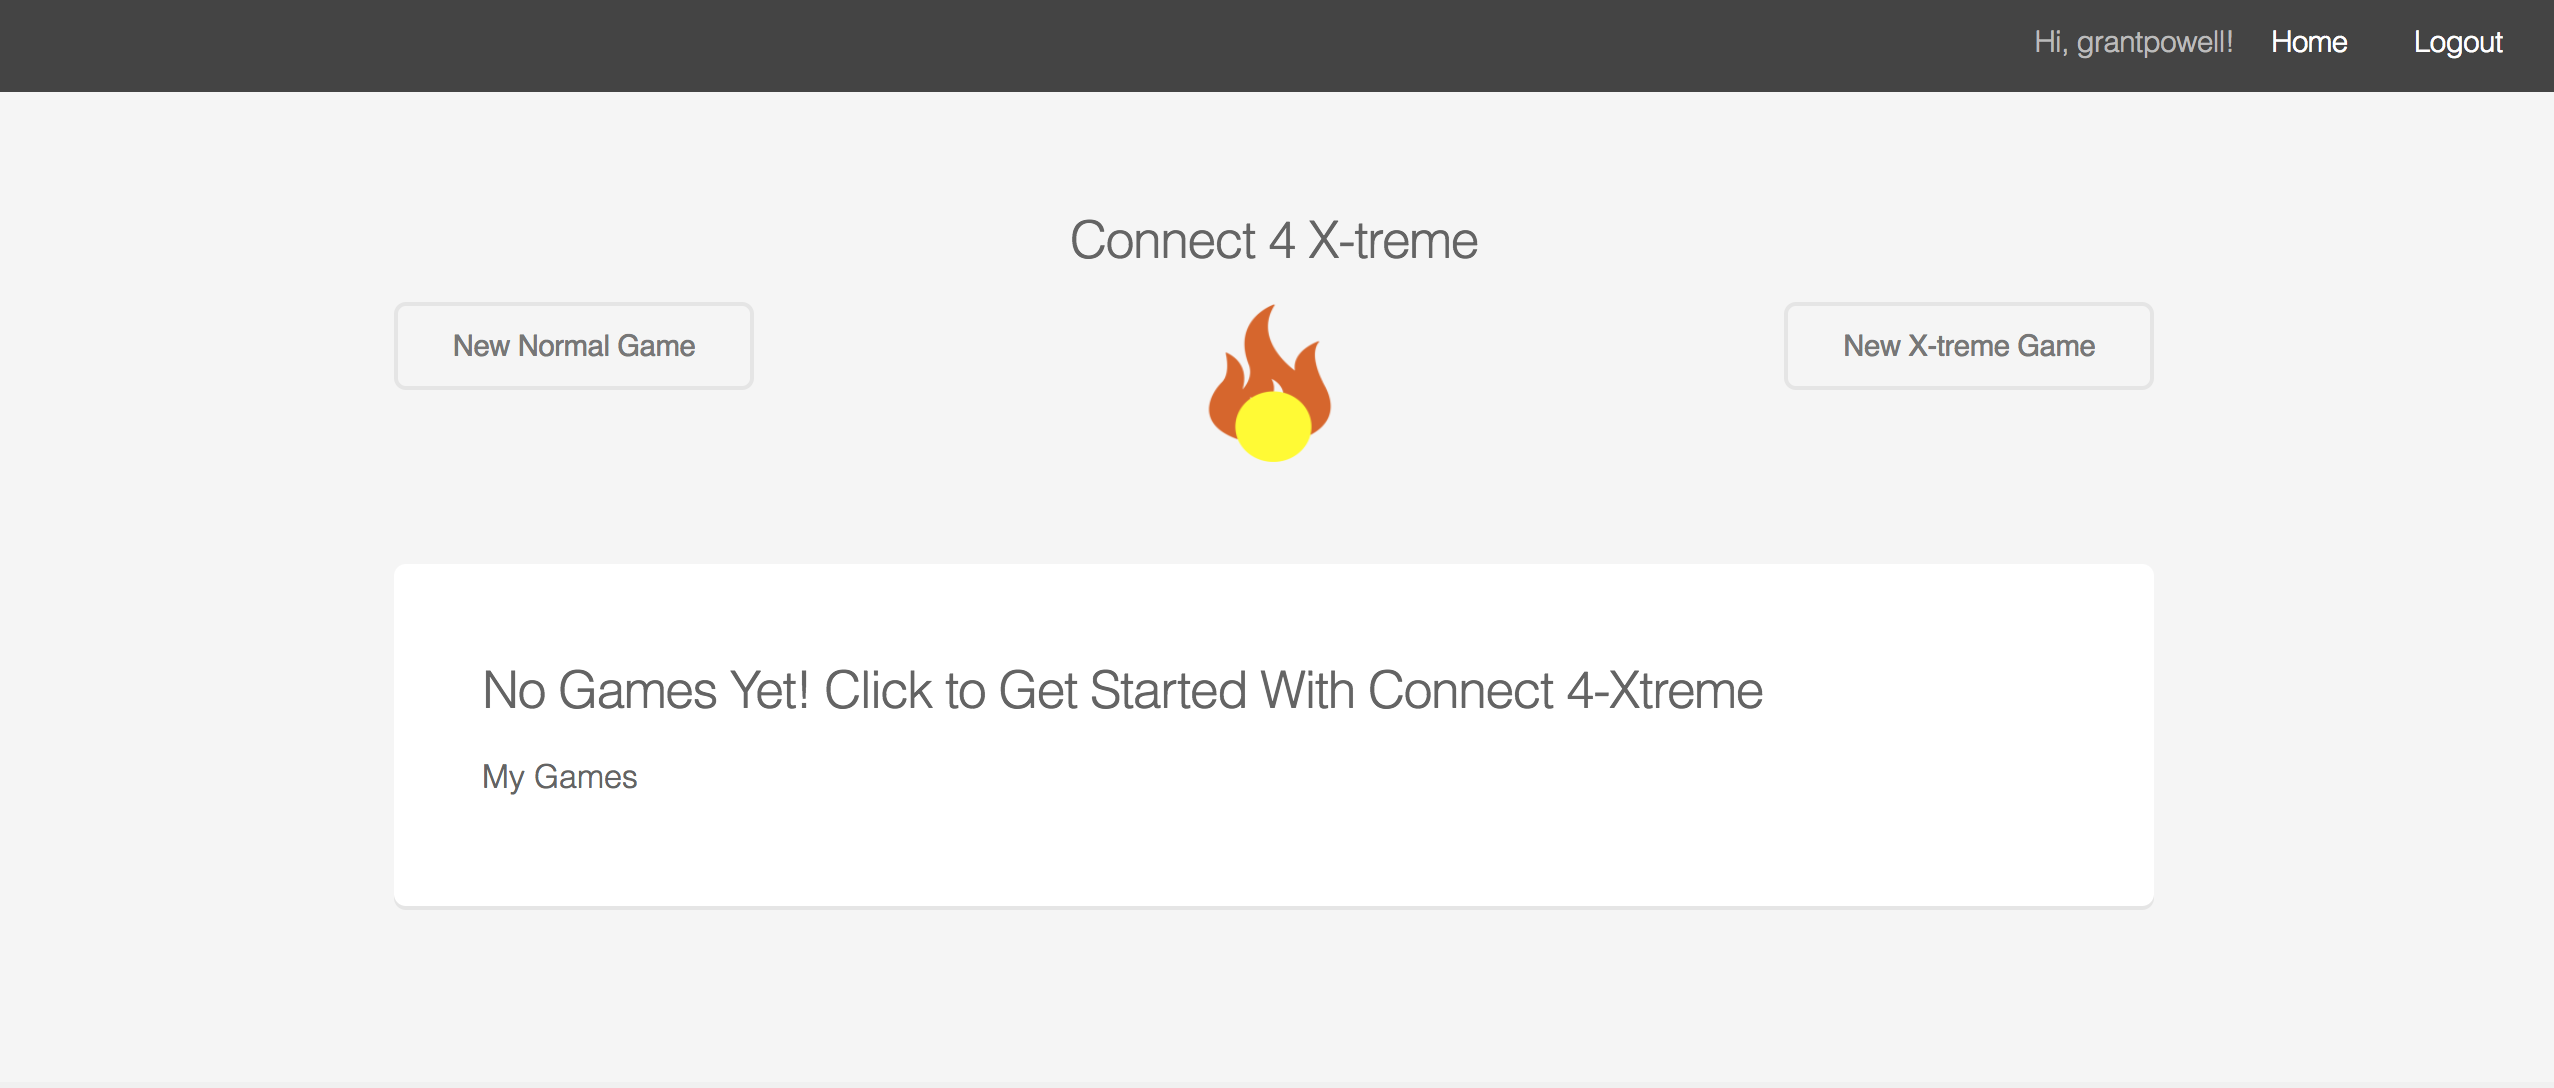 Hi, grantpowell! Home Logout
Connect 4 X-treme
New Normal Game
New X-treme Game
No Games Yet! Click to Get Started With Connect 4-Xtreme
My Games